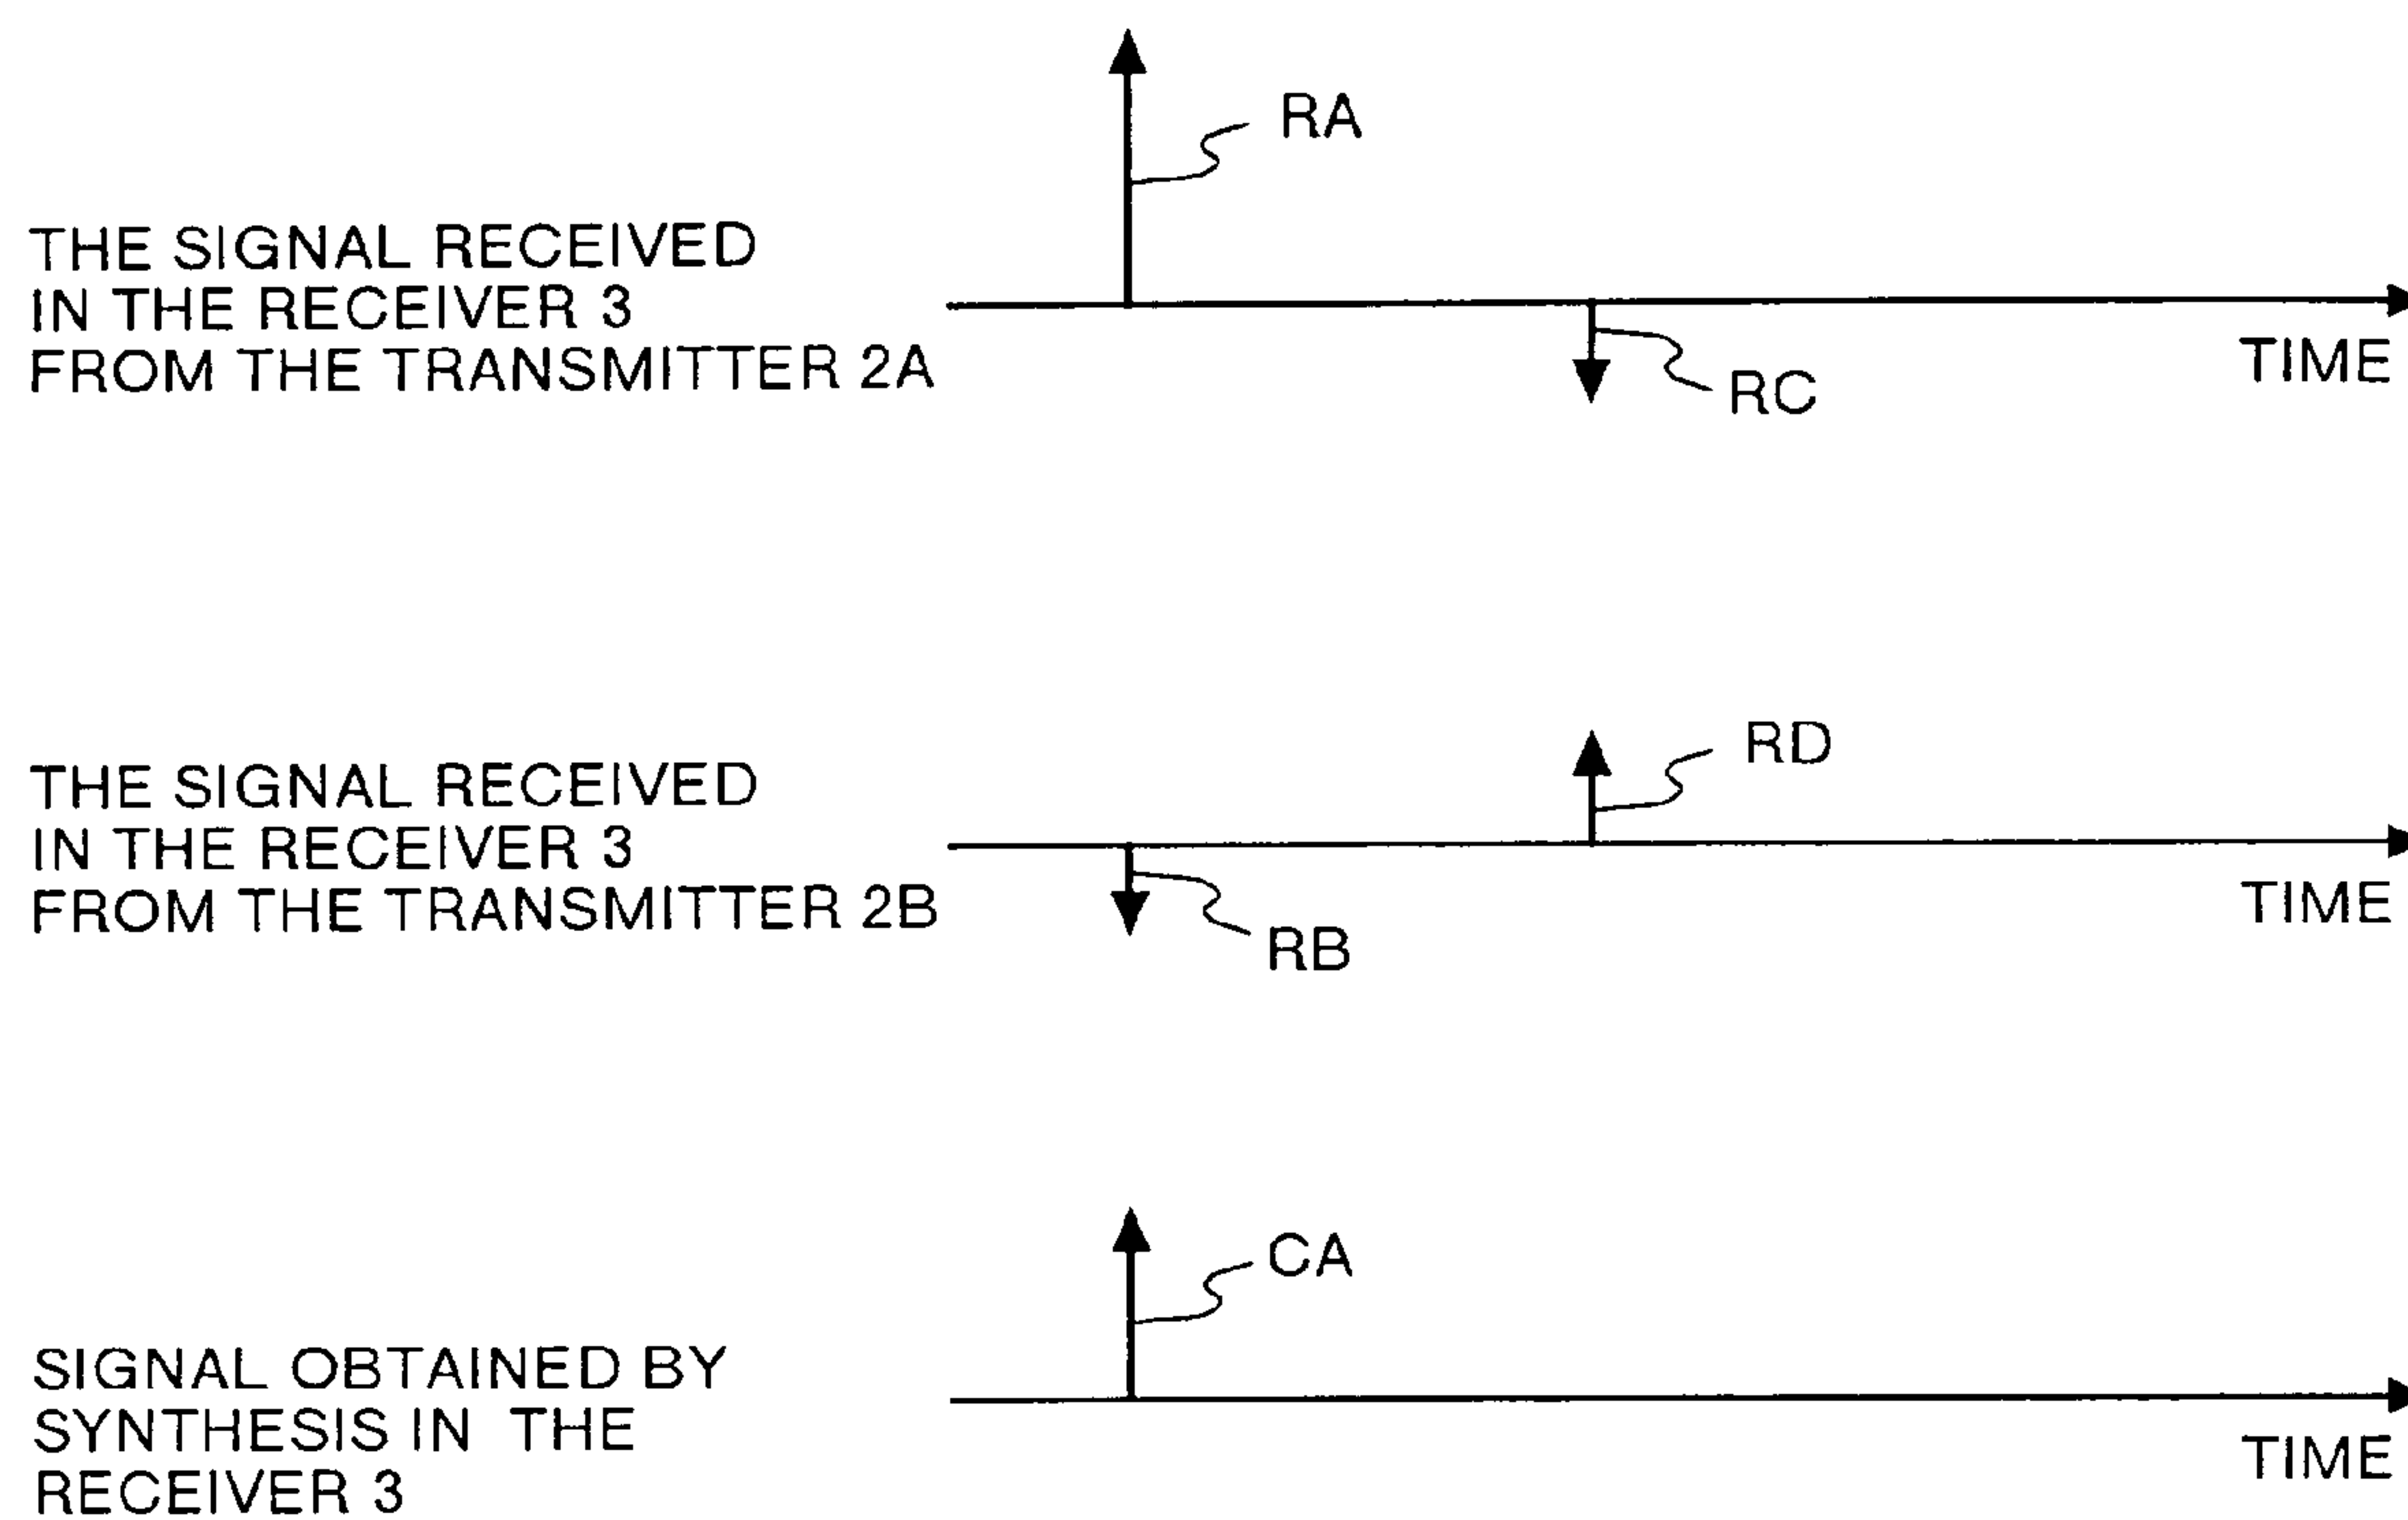 RA
THE SIGNAL RECEIVED
IN THE RECEIVER 3
FROM THE TRANSMITTER 2A
TIME
RC
RD
THE SIGNAL RECEIVED
IN THE RECEIVER 3
FROM THE TRANSMITTER 2B
TIME
RB
CA
SIGNAL OBTAINED BY
SYNTHESIS IN THE
RECEIVER 3
TIME